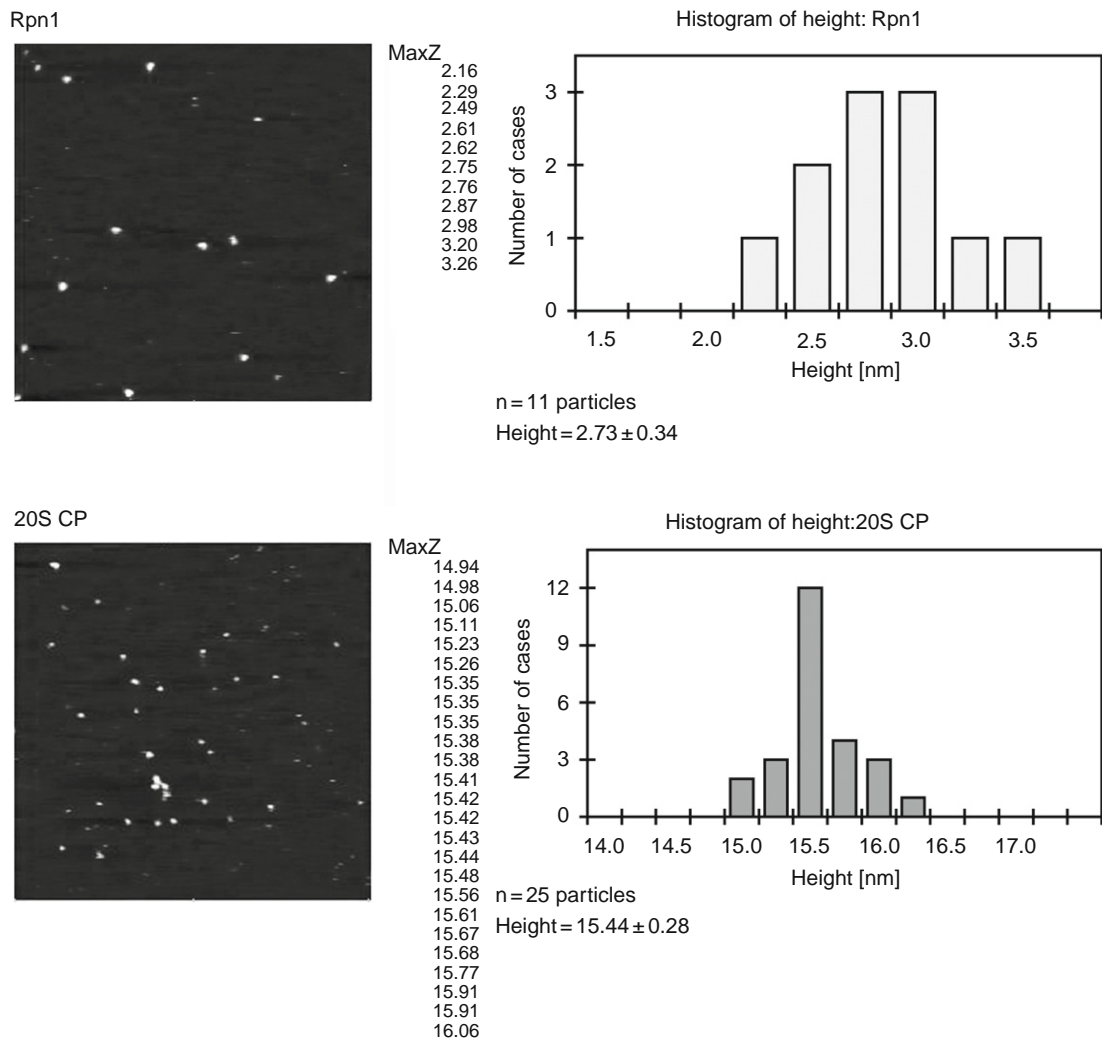 Rpn1
MaxZ
2.16
2.29
2.49
2.61
2.62
2.75
2.76
2.87
2.98
3.20
3.26
Histogram of height: Rpn1
Number of cases
3
2
1
0
1.5 2.0 2.5 3.0 3.5
Height [nm]
n = 11 particles
Height = 2.73 ± 0.34
20S CP
MaxZ
14.94
14.98
15.06
15.11
15.23
15.26
15.35
15.35
15.35
15.38
15.38
15.41
15.42
15.42
15.43
15.44
15.48
15.56
15.61
15.67
15.68
15.77
15.91
15.91
16.06
Histogram of height:20S CP
Number of cases
12
9
6
3
0
14.0 14.5 15.0 15.5 16.0 16.5 17.0
Height [nm]
n = 25 particles
Height = 15.44 ± 0.28